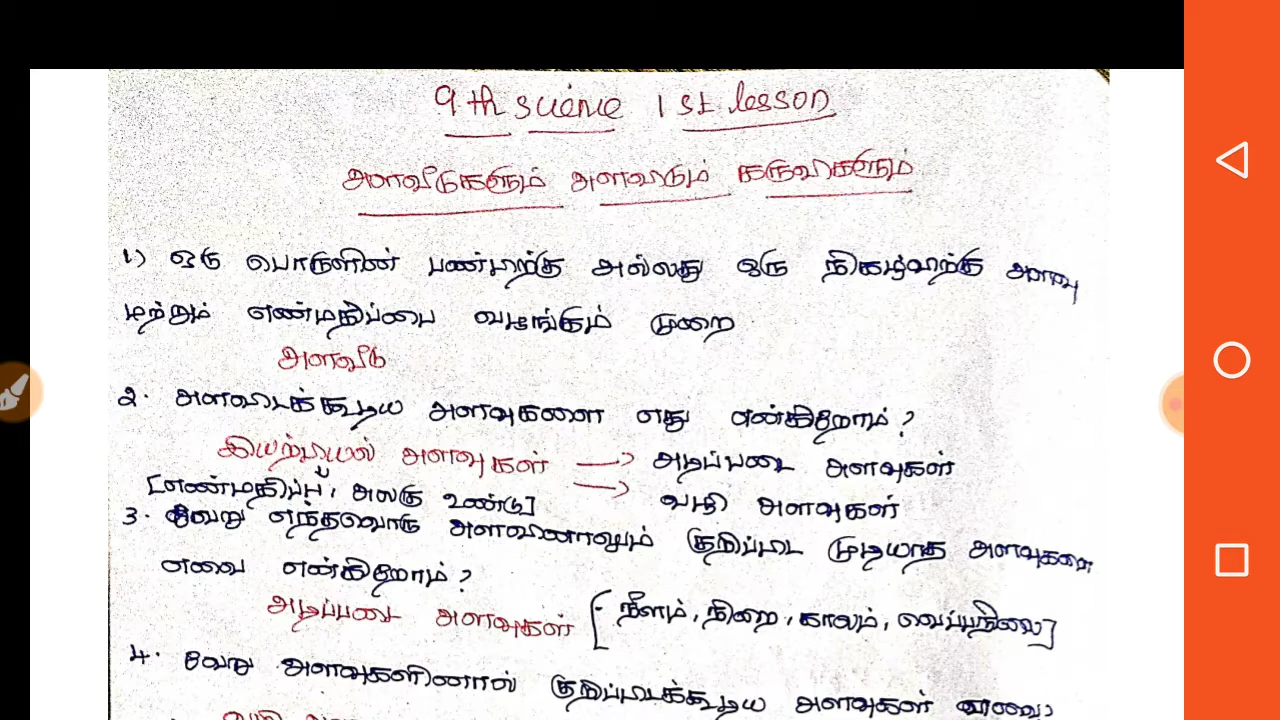 9th science 1st lesson
அளவீடுகளும் அளவிடும் கருவிகளும்
1) ஒரு பொருளின் பண்பிற்கு அல்லது ஒரு நிகழ்விற்கு அளவு
மற்றும் எண்மதிப்பை வழங்கும் முறை
அளவீடு
2. அளவிடக்கூடிய அளவுகளை எது என்கிறோம்?
இயற்பியல் அளவுகள் → அடிப்படை அளவுகள்
→ வழி அளவுகள்
[எண்மதிப்பு, அலகு உண்டு]
3. வேறு எந்தவொரு அளவினாலும் குறிப்பிட முடியாத அளவுகளை
எவை என்கிறோம்?
அடிப்படை அளவுகள் [நீளம், நிறை, காலம், வெப்பநிலை]
4. வேறு அளவுகளினால் குறிப்பிடக்கூடிய அளவுகள் எவை?